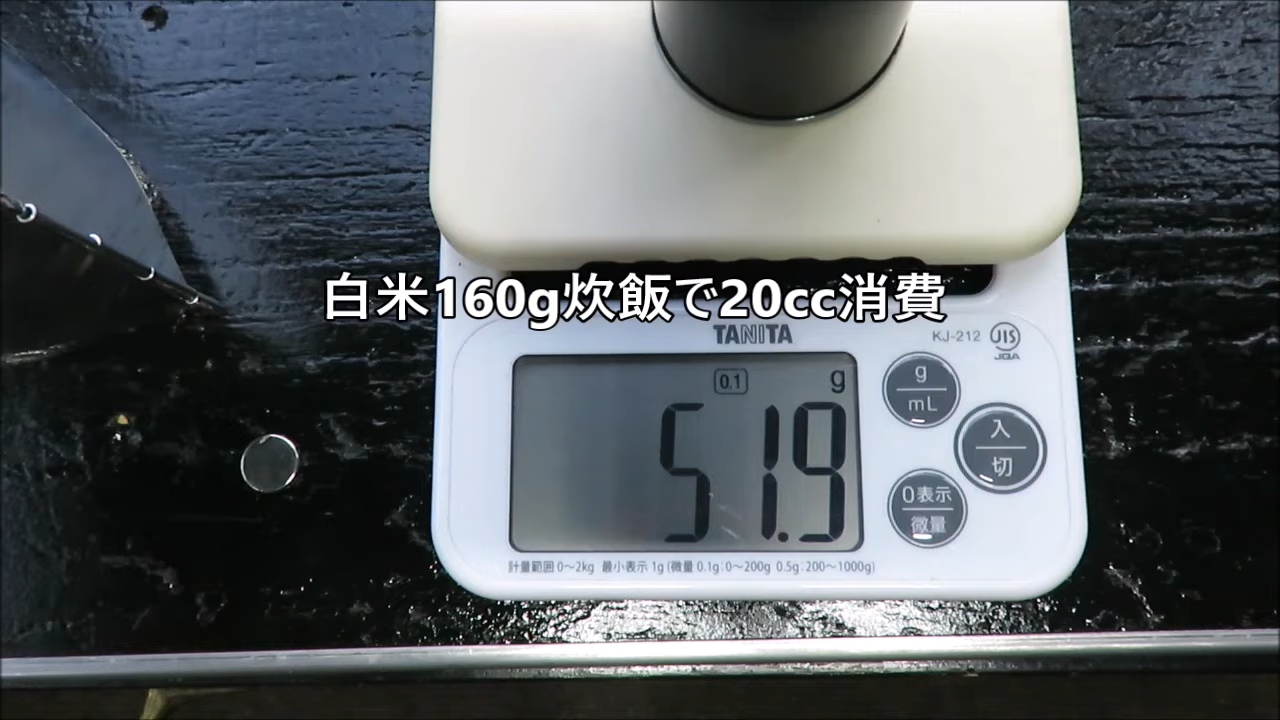 白米160g炊飯で20cc消費
TANITA
KJ-212
JIS
JQA
0.1
g
51.9
g
mL
入
切
0表示
微量
計量範囲 0〜2kg 最小表示 1g (微量 0.1g:0〜200g 0.5g:200〜1000g)